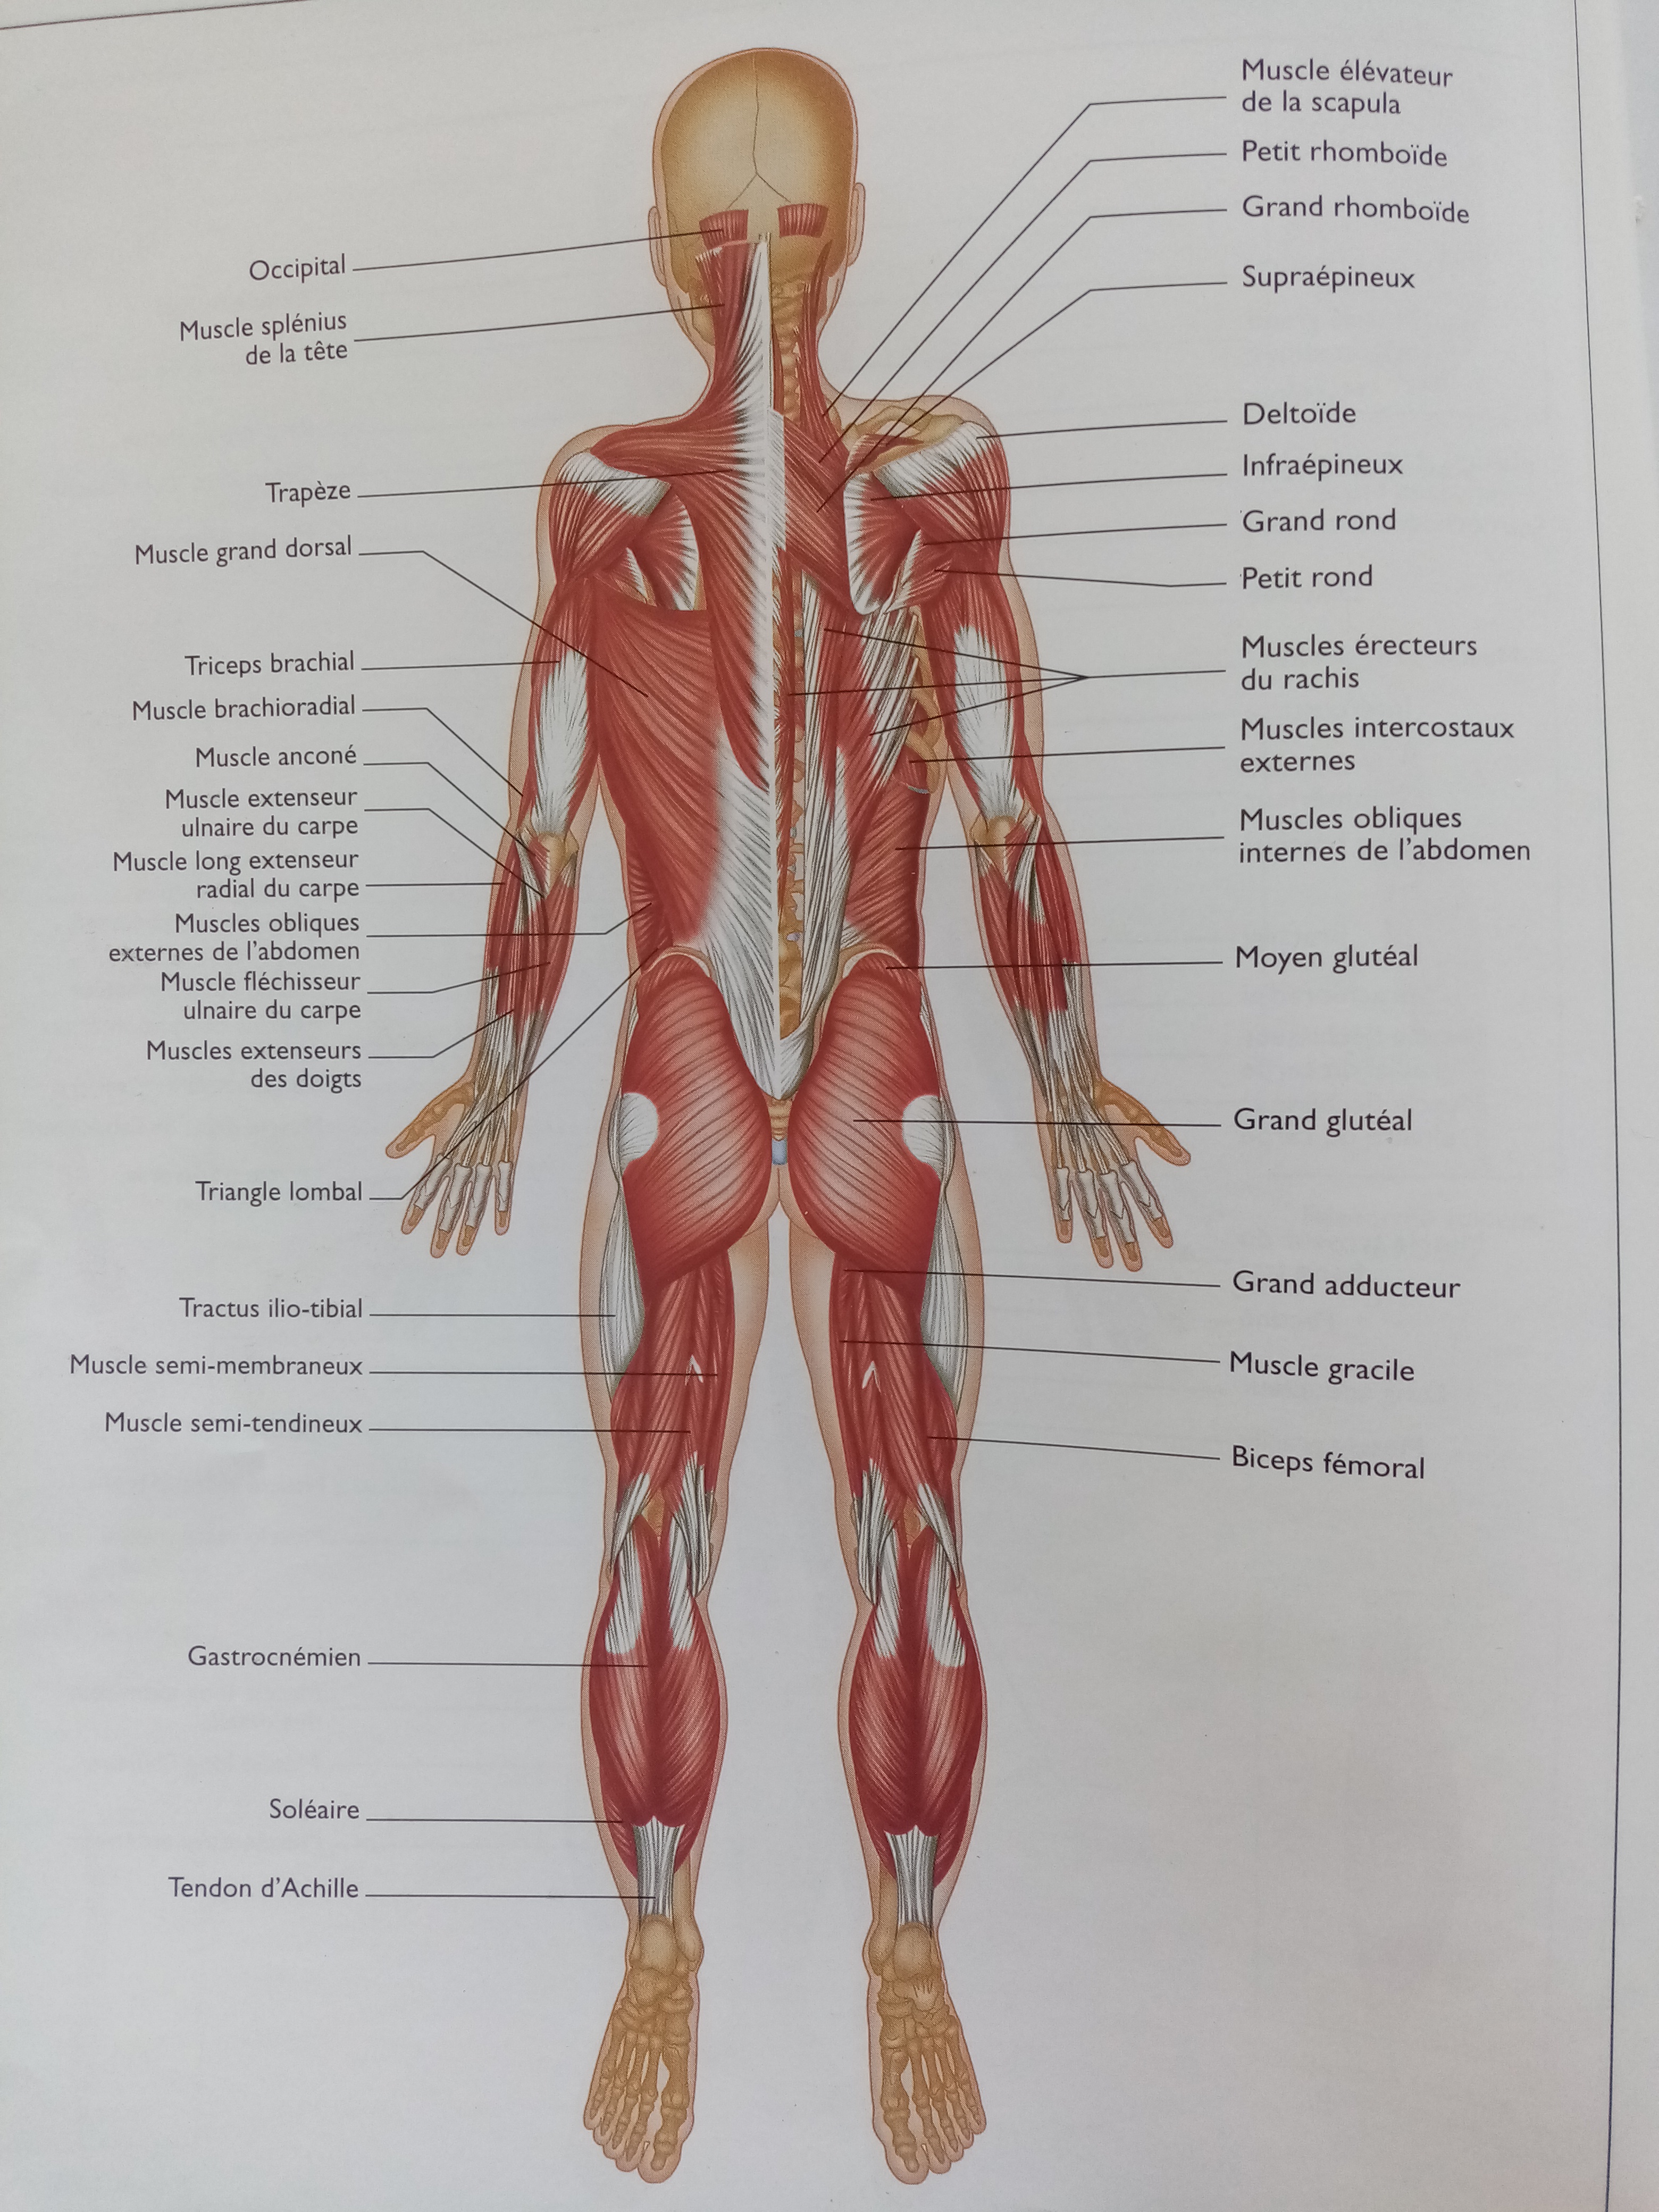 Occipital
Muscle splénius
de la tête
Trapèze
Muscle grand dorsal
Triceps brachial
Muscle brachioradial
Muscle anconé
Muscle extenseur
ulnaire du carpe
Muscle long extenseur
radial du carpe
Muscles obliques
externes de l'abdomen
Muscle fléchisseur
ulnaire du carpe
Muscles extenseurs
des doigts
Triangle lombal
Tractus ilio-tibial
Muscle semi-membraneux
Muscle semi-tendineux
Gastrocnémien
Soléaire
Tendon d'Achille
Muscle élévateur
de la scapula
Petit rhomboïde
Grand rhomboïde
Supraépineux
Deltoïde
Infraépineux
Grand rond
Petit rond
Muscles érecteurs
du rachis
Muscles intercostaux
externes
Muscles obliques
internes de l'abdomen
Moyen glutéal
Grand glutéal
Grand adducteur
Muscle gracile
Biceps fémoral